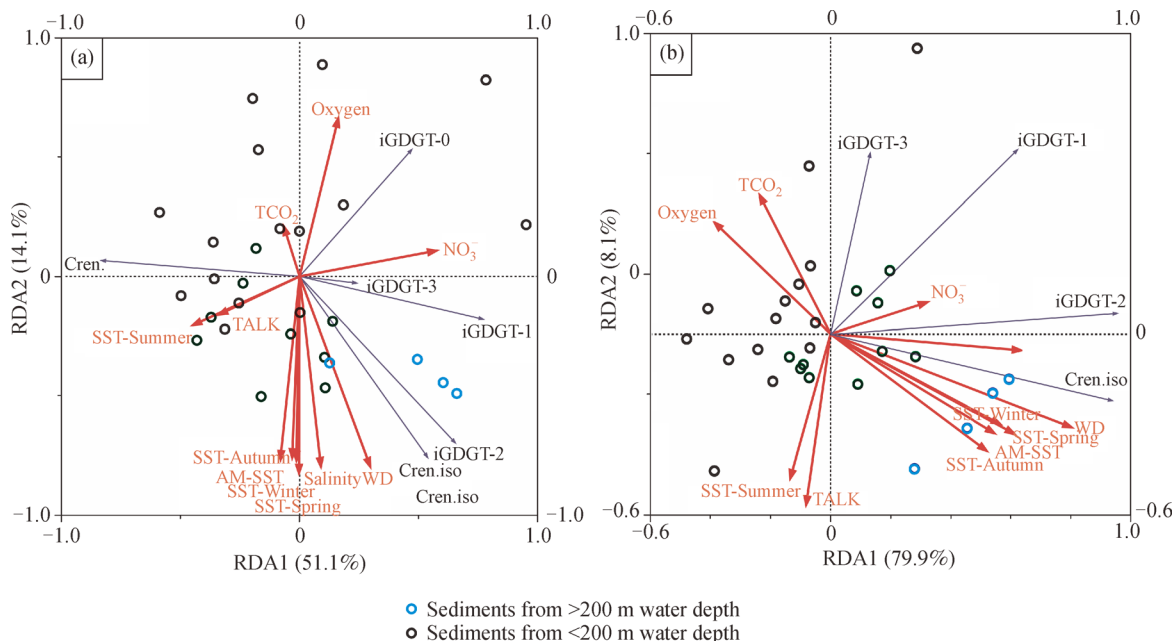 −1.0 0 1.0
1.0
(a)
Oxygen
iGDGT-0
TCO₂
NO₃⁻
Cren.
0 0
iGDGT-3
iGDGT-1
TALK
SST-Summer
iGDGT-2
SST-Autumn
Cren.iso
AM-SST
Salinity
WD
SST-Winter
Cren.iso
SST-Spring
−1.0 −1.0
−1.0 0 1.0
RDA1 (51.1%)
RDA2 (14.1%)
−0.6 0 1.0
1.0
(b)
iGDGT-3
iGDGT-1
TCO₂
Oxygen
0
NO₃⁻
iGDGT-2
0
Cren.iso
SST-Winter
WD
SST-Spring
AM-SST
SST-Autumn
SST-Summer
TALK
−0.6 −0.6
−0.6 0 1.0
RDA1 (79.9%)
RDA2 (8.1%)
Sediments from >200 m water depth
Sediments from <200 m water depth